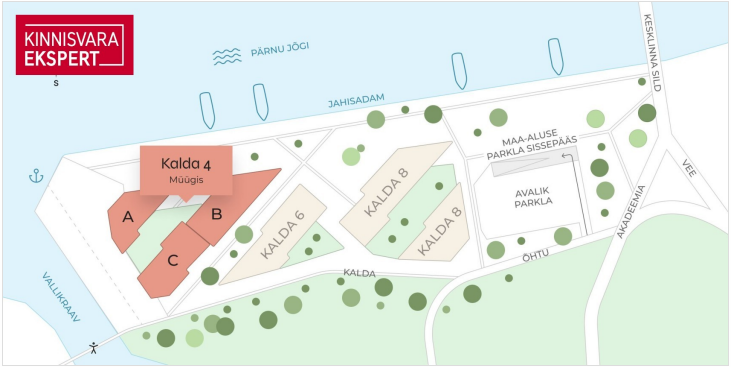 KINNISVARA
EKSPERT
S
PÄRNU JÕGI
JAHISADAM
KESKLINNA SILD
MAA-ALUSE
PARKLA SISSEPÄÄS
Kalda 4
Müügis
VEE
A
B
C
KALDA 6
KALDA 8
KALDA 8
AVALIK
PARKLA
AKADEEMIA
ÕHTU
KALDA
VALLIKRAAV